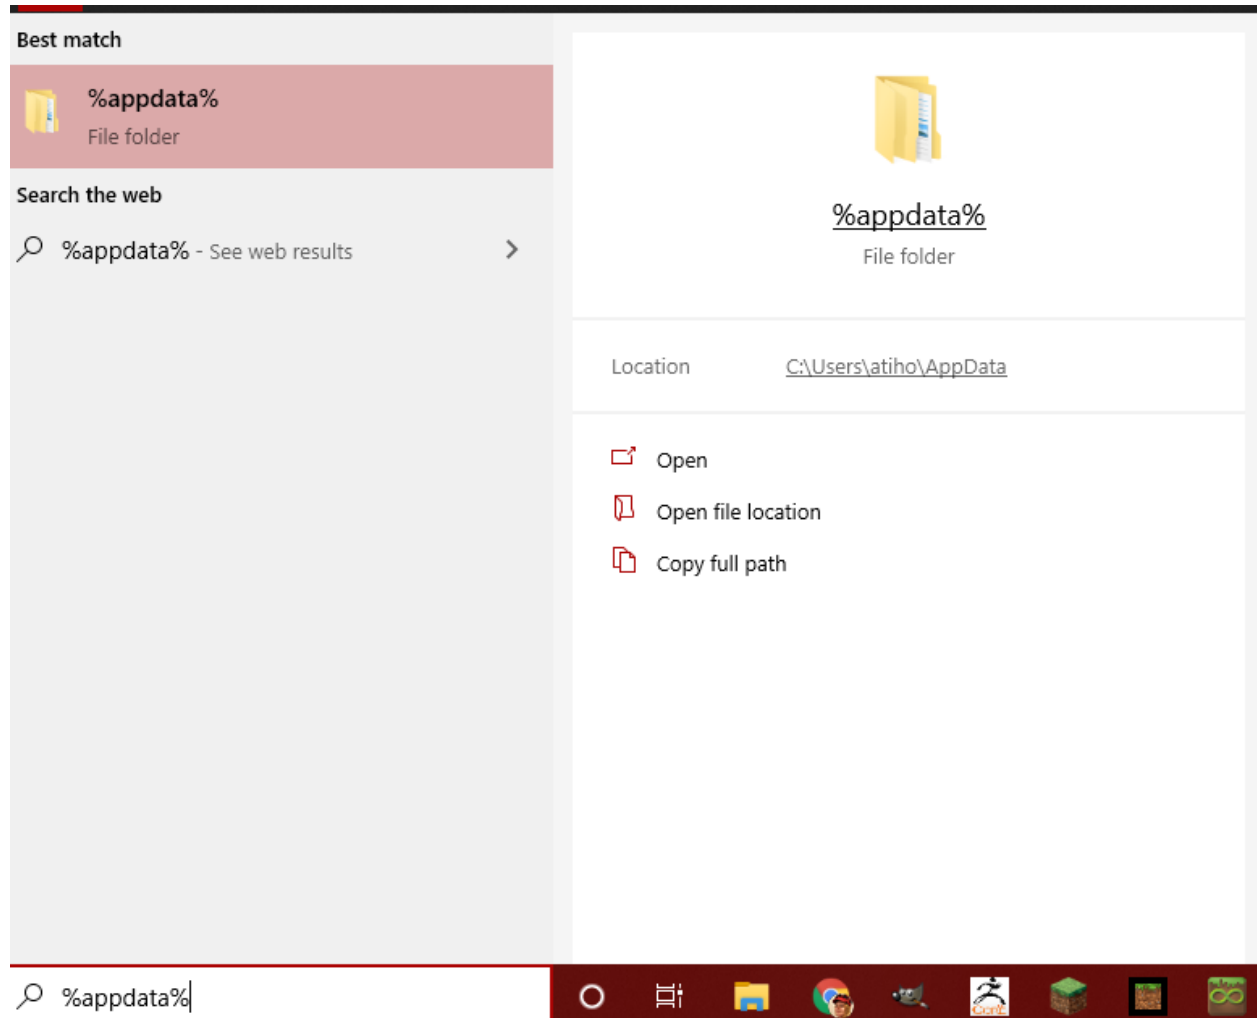 Best match
%appdata%
File folder
Search the web
%appdata% - See web results
%appdata%
File folder
Location C:\Users\atiho\AppData
Open
Open file location
Copy full path
%appdata%